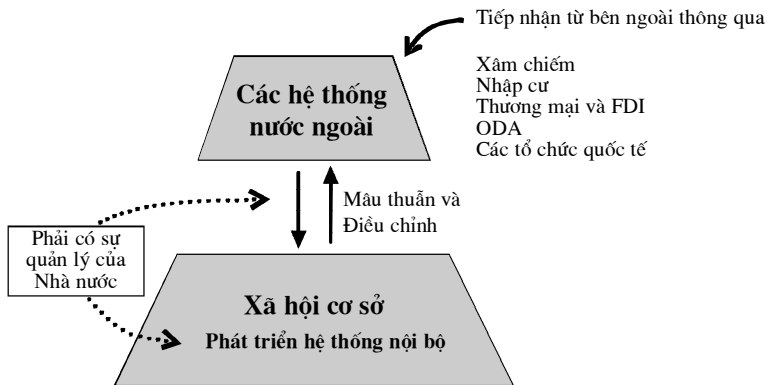 Tiếp nhận từ bên ngoài thông qua
Xâm chiếm
Nhập cư
Thương mại và FDI
ODA
Các tổ chức quốc tế
Các hệ thống
nước ngoài
Mâu thuẫn và
Điều chỉnh
Phải có sự
quản lý của
Nhà nước
Xã hội cơ sở
Phát triển hệ thống nội bộ